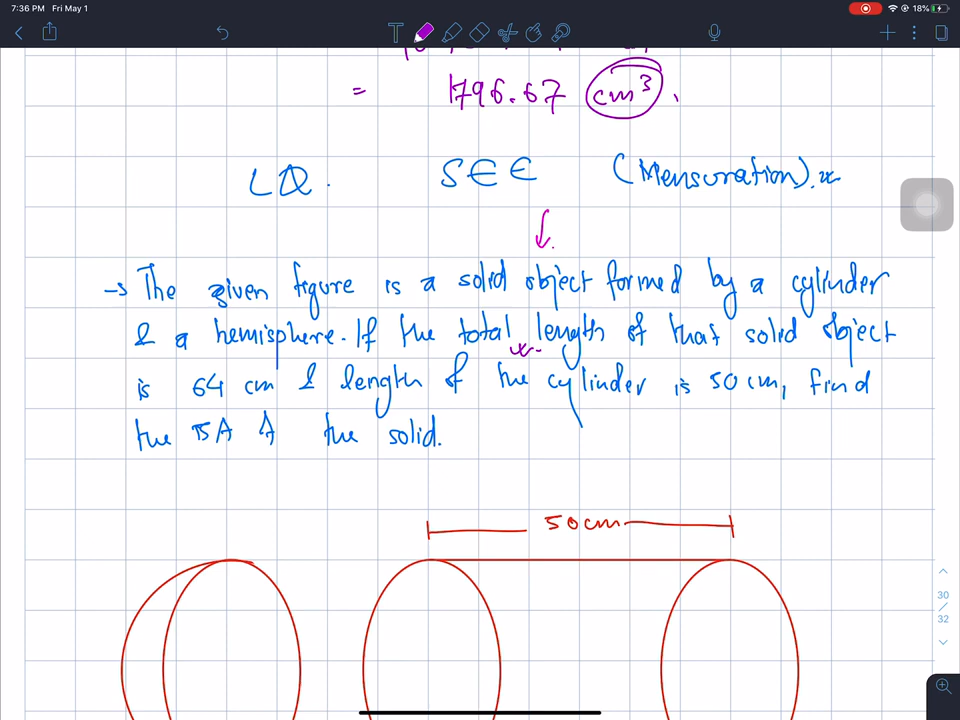 7:36 PM Fri May 1
18%
= 1796.67 cm³.
LQ. SEE (Mensuration).
→ The given figure is a solid object formed by a cylinder
& a hemisphere. If the total length of that solid object
is 64 cm & length of the cylinder is 50 cm, find
the TSA of the solid.
50cm
30
/
32